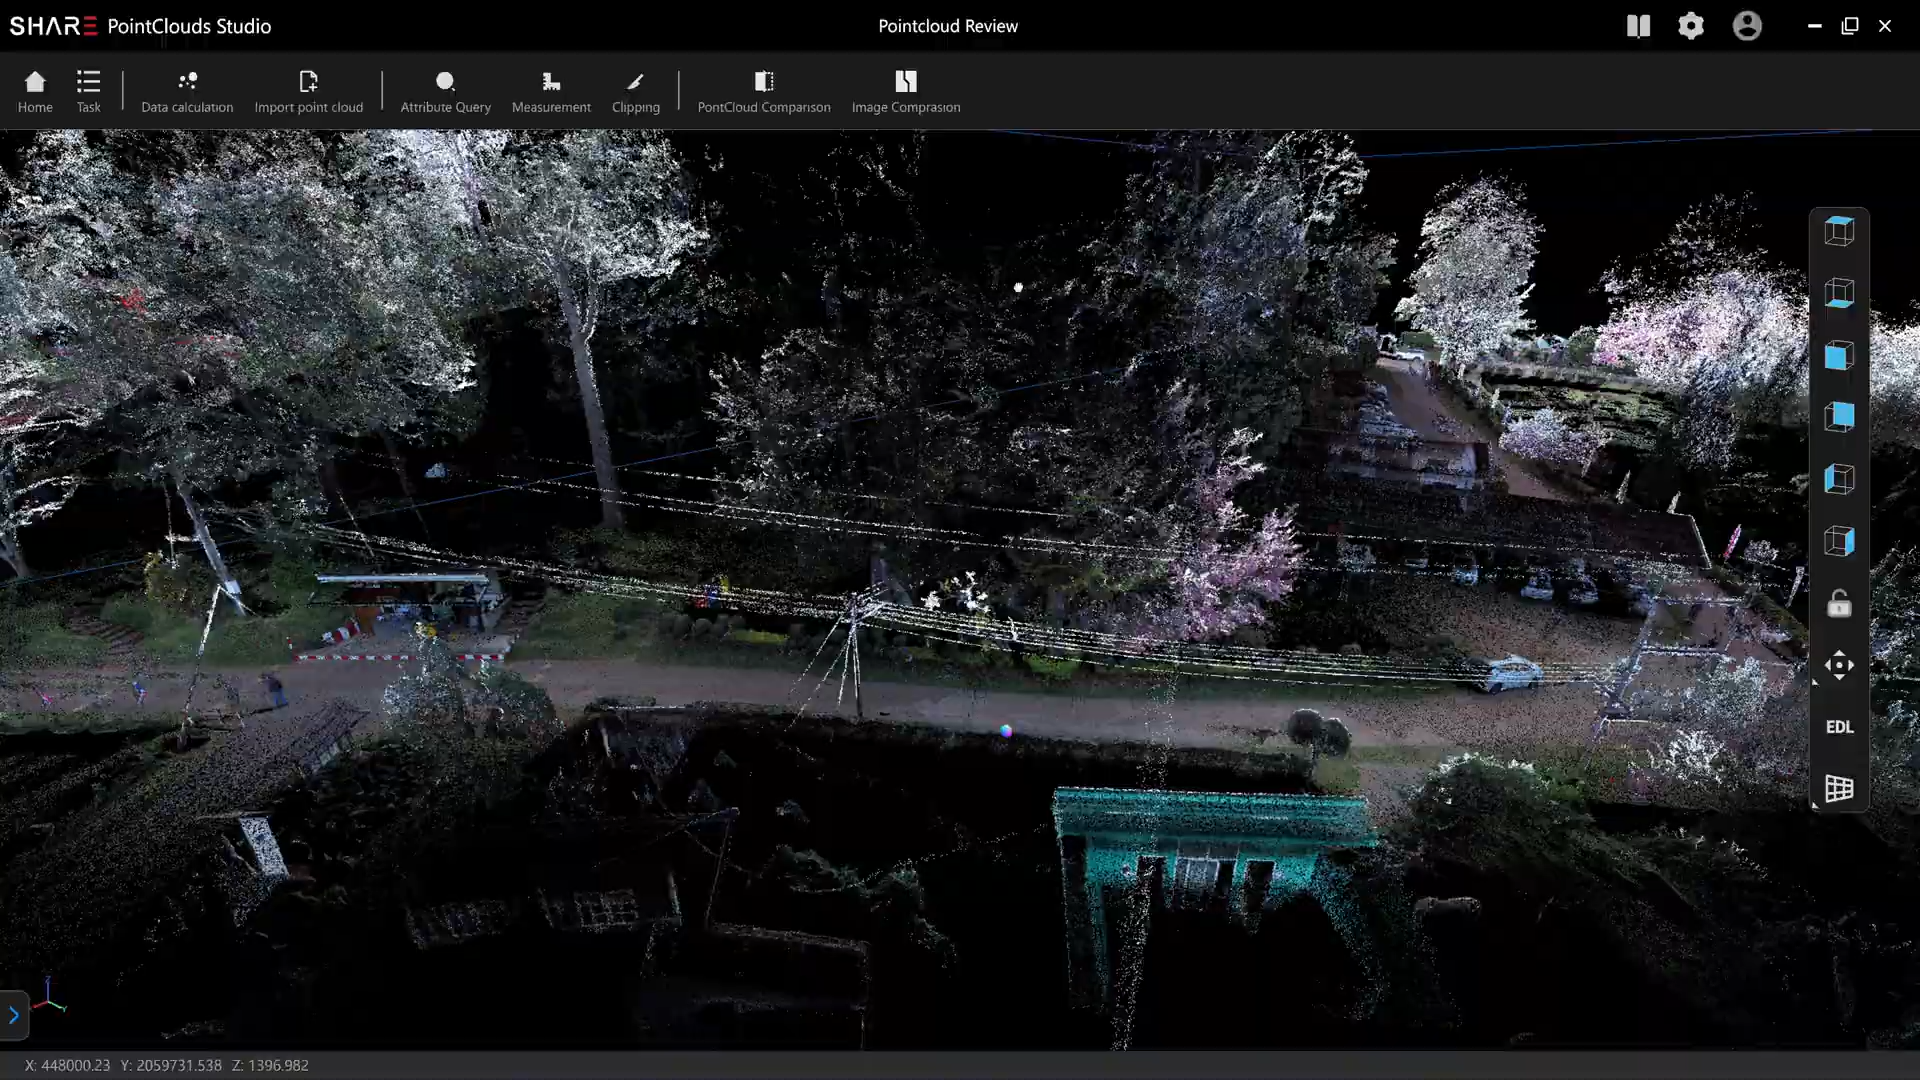 SHARE PointClouds Studio
Pointcloud Review
Home
Task
Data calculation
Import point cloud
Attribute Query
Measurement
Clipping
PontCloud Comparison
Image Comprasion
EDL
Z
Y
X: 448000.23 Y: 2059731.538 Z: 1396.982